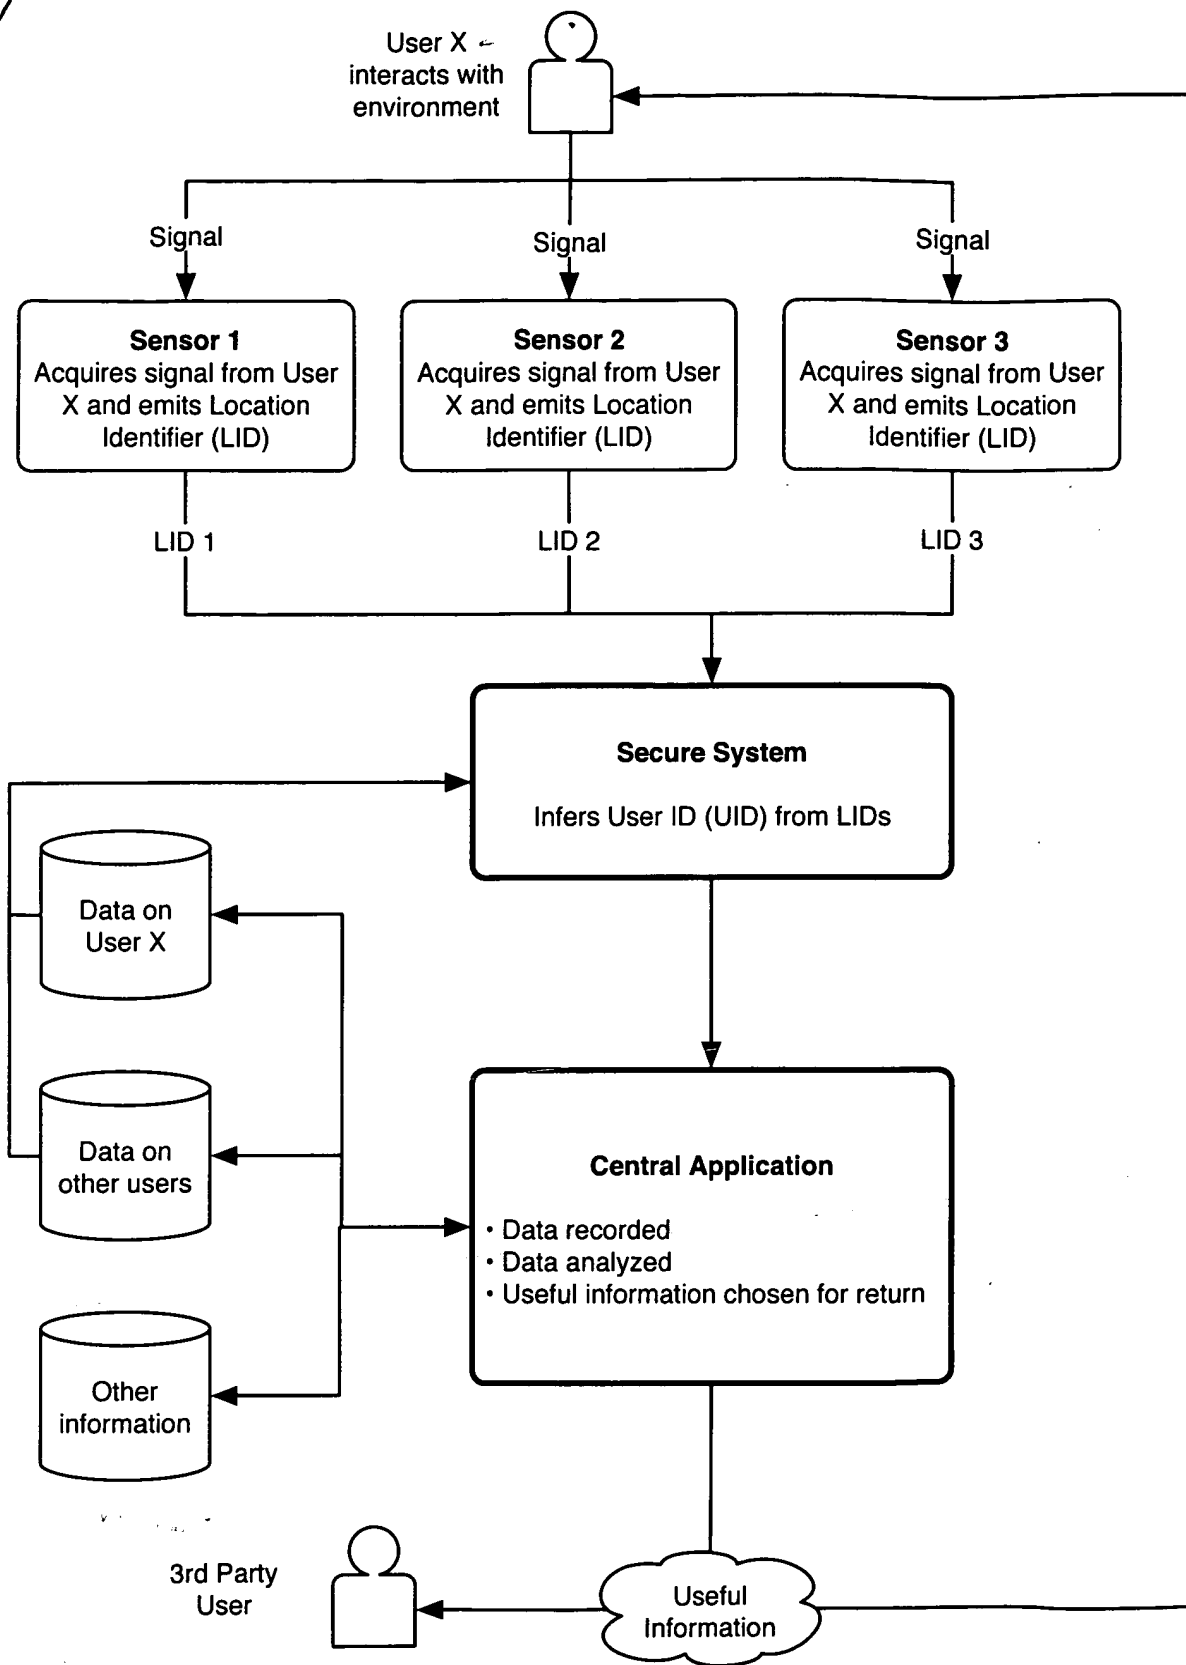 User X
interacts with
environment
Signal
Signal
Signal
Sensor 1
Acquires signal from User
X and emits Location
Identifier (LID)
Sensor 2
Acquires signal from User
X and emits Location
Identifier (LID)
Sensor 3
Acquires signal from User
X and emits Location
Identifier (LID)
LID 1
LID 2
LID 3
Secure System
Infers User ID (UID) from LIDs
Data on
User X
Data on
other users
Central Application
• Data recorded
• Data analyzed
• Useful information chosen for return
Other
information
3rd Party
User
Useful
Information